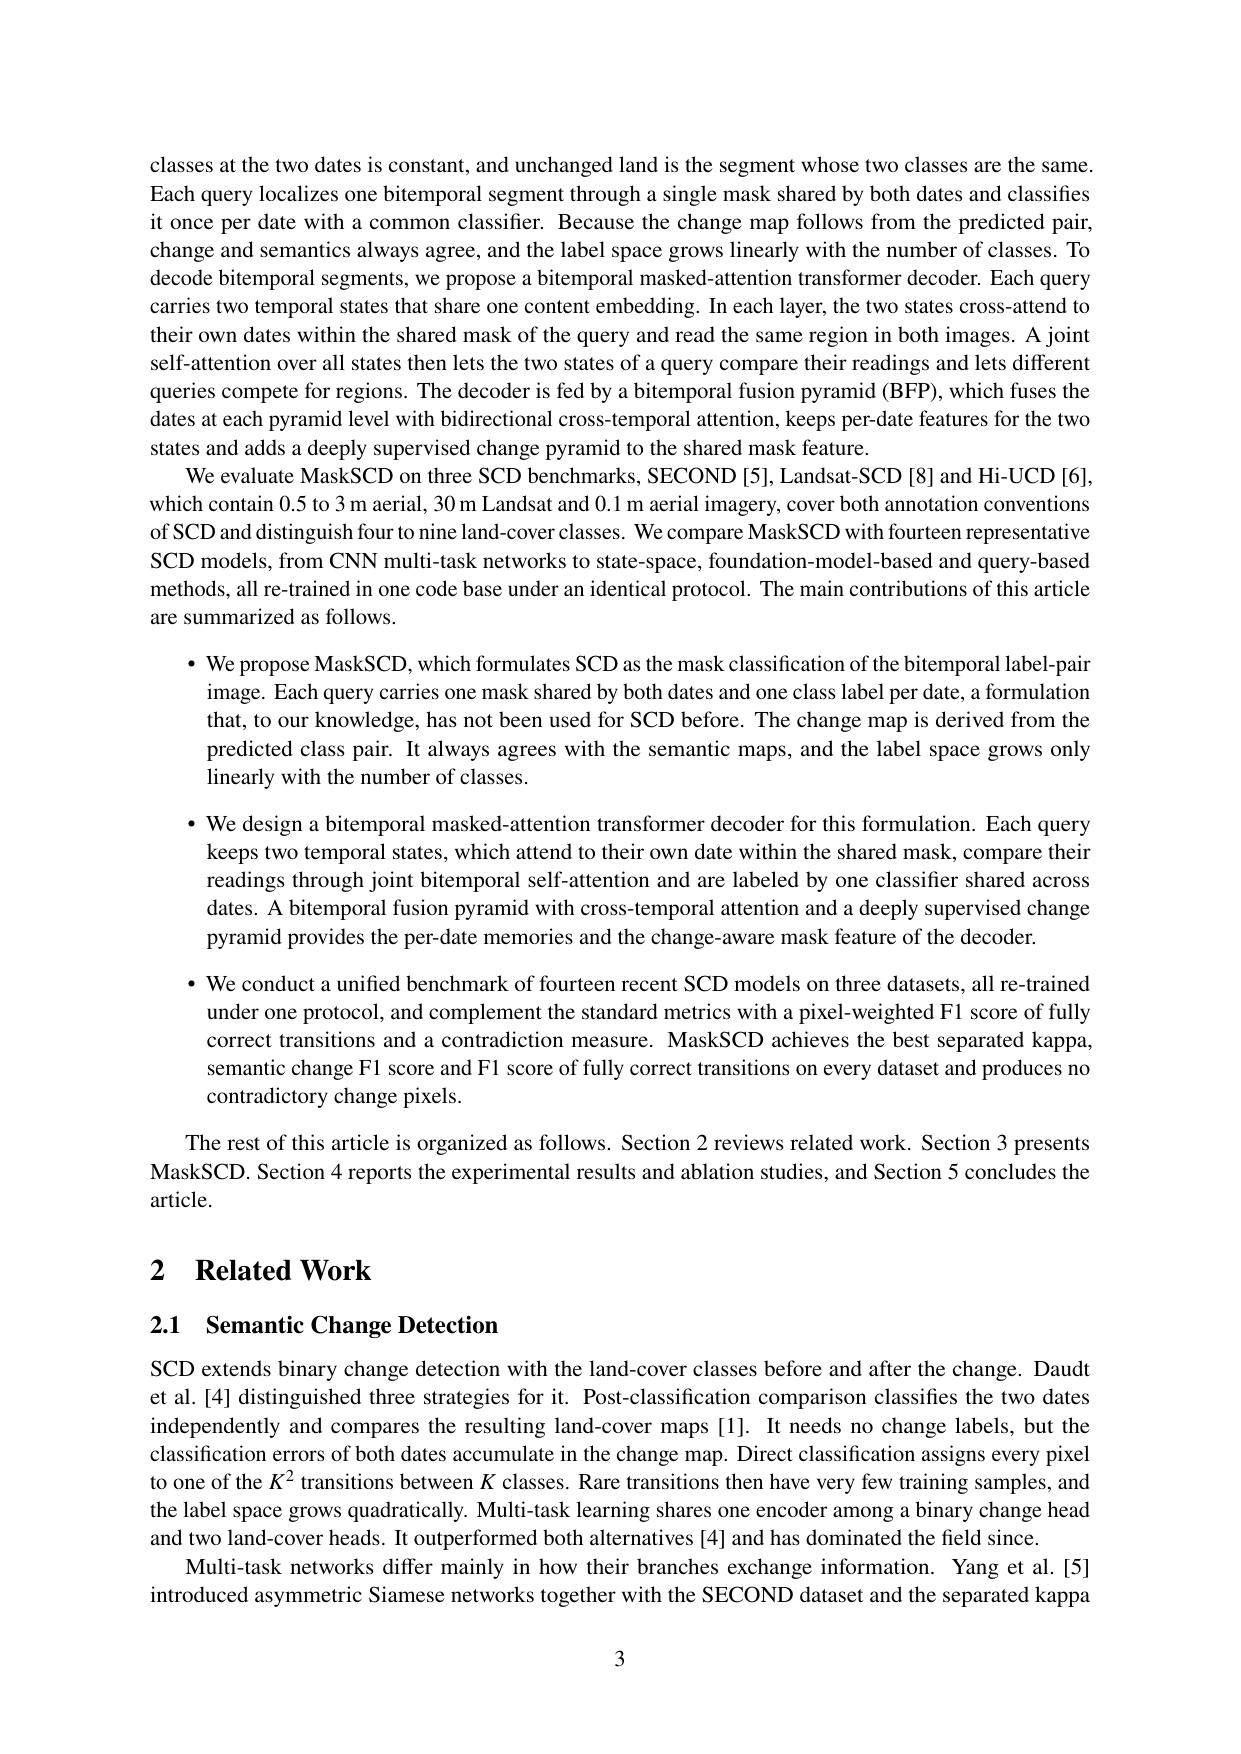 classes at the two dates is constant, and unchanged land is the segment whose two classes are the same.
Each query localizes one bitemporal segment through a single mask shared by both dates and classifies
it once per date with a common classifier. Because the change map follows from the predicted pair,
change and semantics always agree, and the label space grows linearly with the number of classes. To
decode bitemporal segments, we propose a bitemporal masked-attention transformer decoder. Each query
carries two temporal states that share one content embedding. In each layer, the two states cross-attend to
their own dates within the shared mask of the query and read the same region in both images. A joint
self-attention over all states then lets the two states of a query compare their readings and lets different
queries compete for regions. The decoder is fed by a bitemporal fusion pyramid (BFP), which fuses the
dates at each pyramid level with bidirectional cross-temporal attention, keeps per-date features for the two
states and adds a deeply supervised change pyramid to the shared mask feature.
We evaluate MaskSCD on three SCD benchmarks, SECOND [5], Landsat-SCD [8] and Hi-UCD [6],
which contain 0.5 to 3 m aerial, 30 m Landsat and 0.1 m aerial imagery, cover both annotation conventions
of SCD and distinguish four to nine land-cover classes. We compare MaskSCD with fourteen representative
SCD models, from CNN multi-task networks to state-space, foundation-model-based and query-based
methods, all re-trained in one code base under an identical protocol. The main contributions of this article
are summarized as follows.
• We propose MaskSCD, which formulates SCD as the mask classification of the bitemporal label-pair
image. Each query carries one mask shared by both dates and one class label per date, a formulation
that, to our knowledge, has not been used for SCD before. The change map is derived from the
predicted class pair. It always agrees with the semantic maps, and the label space grows only
linearly with the number of classes.
• We design a bitemporal masked-attention transformer decoder for this formulation. Each query
keeps two temporal states, which attend to their own date within the shared mask, compare their
readings through joint bitemporal self-attention and are labeled by one classifier shared across
dates. A bitemporal fusion pyramid with cross-temporal attention and a deeply supervised change
pyramid provides the per-date memories and the change-aware mask feature of the decoder.
• We conduct a unified benchmark of fourteen recent SCD models on three datasets, all re-trained
under one protocol, and complement the standard metrics with a pixel-weighted F1 score of fully
correct transitions and a contradiction measure. MaskSCD achieves the best separated kappa,
semantic change F1 score and F1 score of fully correct transitions on every dataset and produces no
contradictory change pixels.
The rest of this article is organized as follows. Section 2 reviews related work. Section 3 presents
MaskSCD. Section 4 reports the experimental results and ablation studies, and Section 5 concludes the
article.
2 Related Work
2.1 Semantic Change Detection
SCD extends binary change detection with the land-cover classes before and after the change. Daudt
et al. [4] distinguished three strategies for it. Post-classification comparison classifies the two dates
independently and compares the resulting land-cover maps [1]. It needs no change labels, but the
classification errors of both dates accumulate in the change map. Direct classification assigns every pixel
to one of the K² transitions between K classes. Rare transitions then have very few training samples, and
the label space grows quadratically. Multi-task learning shares one encoder among a binary change head
and two land-cover heads. It outperformed both alternatives [4] and has dominated the field since.
Multi-task networks differ mainly in how their branches exchange information. Yang et al. [5]
introduced asymmetric Siamese networks together with the SECOND dataset and the separated kappa
3